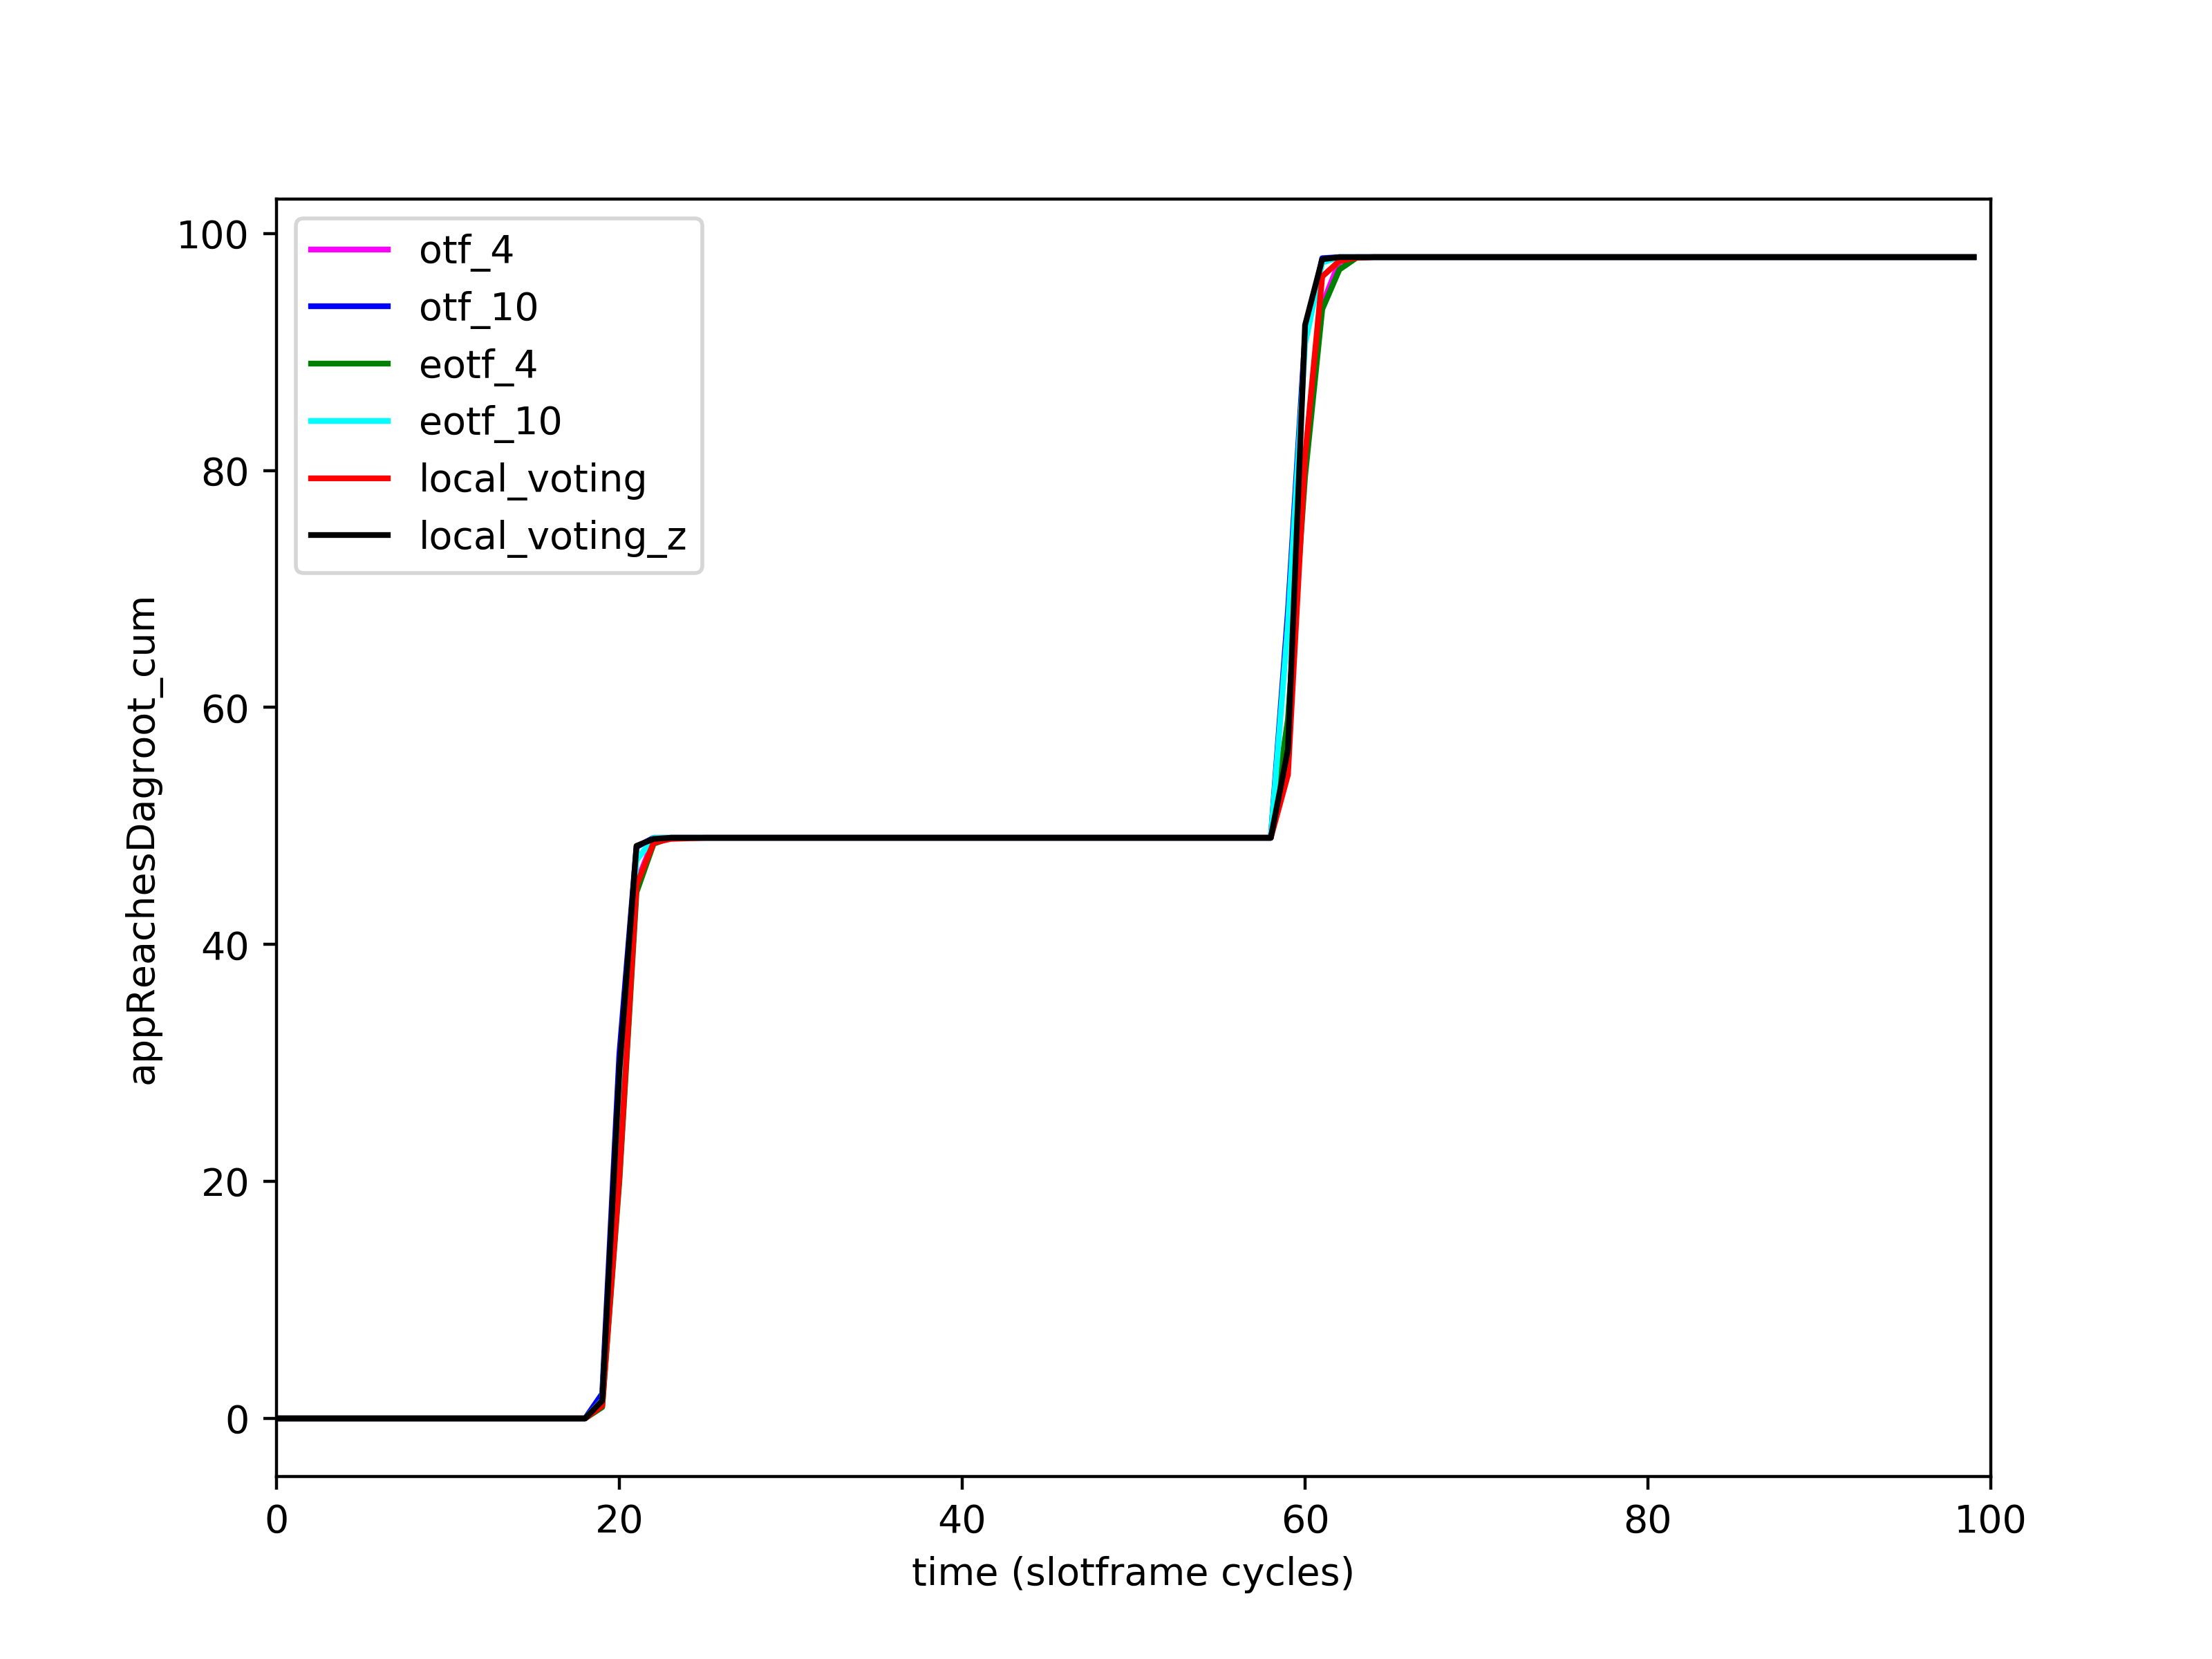 100
80
60
40
20
0
appReachesDagroot_cum
otf_4
otf_10
eotf_4
eotf_10
local_voting
local_voting_z
0 20 40 60 80 100
time (slotframe cycles)